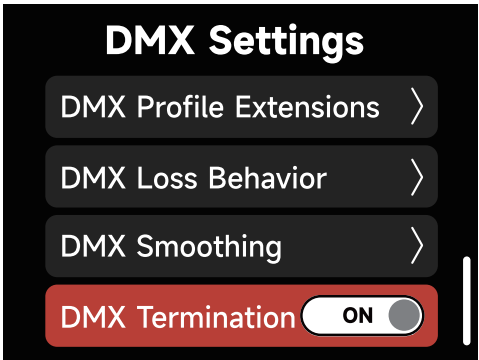 DMX Settings
DMX Profile Extensions
DMX Loss Behavior
DMX Smoothing
DMX Termination ON